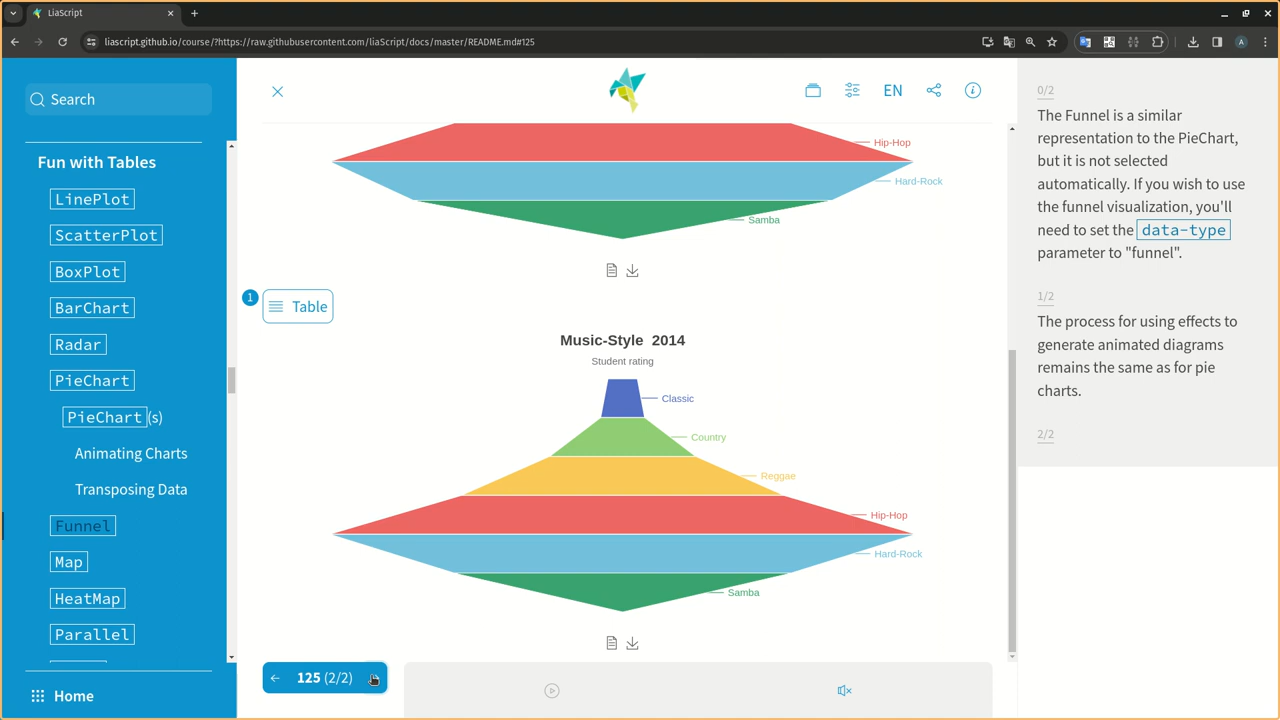 LiaScript
liascript.github.io/course/?https://raw.githubusercontent.com/liaScript/docs/master/README.md#125
A
Search
EN
Fun with Tables
LinePlot
ScatterPlot
BoxPlot
BarChart
Radar
PieChart
PieChart(s)
Animating Charts
Transposing Data
Funnel
Map
HeatMap
Parallel
Home
Hip-Hop
Hard-Rock
Samba
1
Table
Music-Style 2014
Student rating
Classic
Country
Reggae
Hip-Hop
Hard-Rock
Samba
125 (2/2)
0/2
The Funnel is a similar
representation to the PieChart,
but it is not selected
automatically. If you wish to use
the funnel visualization, you'll
need to set the data-type
parameter to "funnel".
1/2
The process for using effects to
generate animated diagrams
remains the same as for pie
charts.
2/2